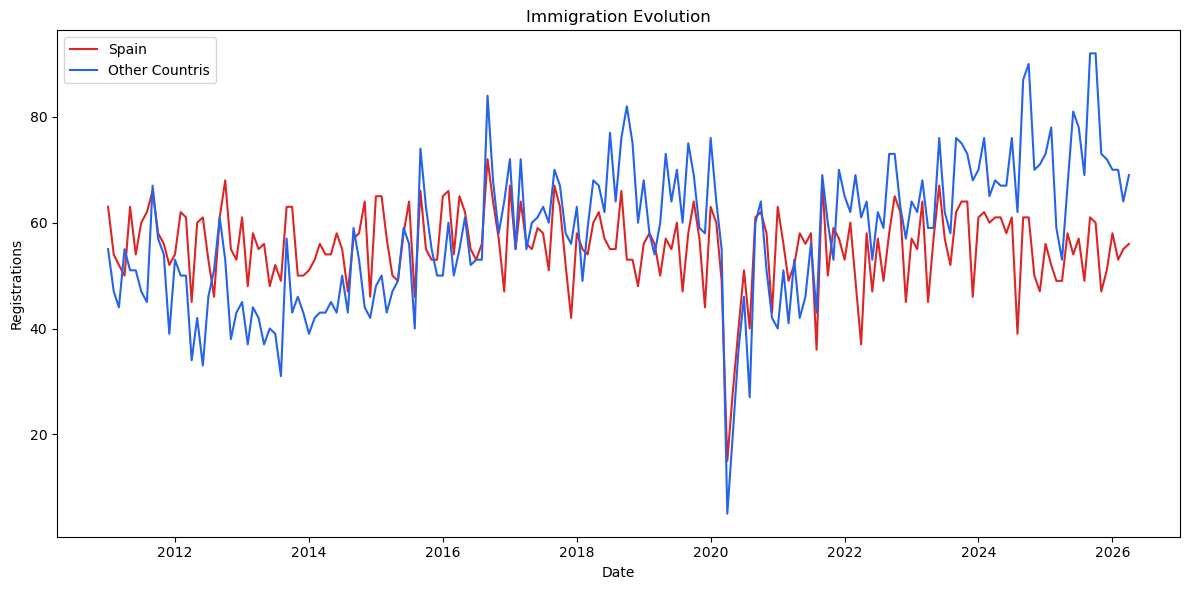 Immigration Evolution
Spain
Other Countris
Registrations
80
60
40
20
2012 2014 2016 2018 2020 2022 2024 2026
Date